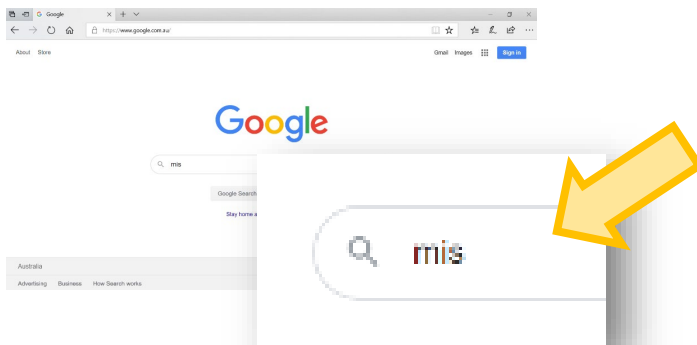 Google
https://www.google.com.au/
About Store
Gmail Images Sign in
Google
mis
Google Search
Stay home a
mis
Australia
Advertising Business How Search works